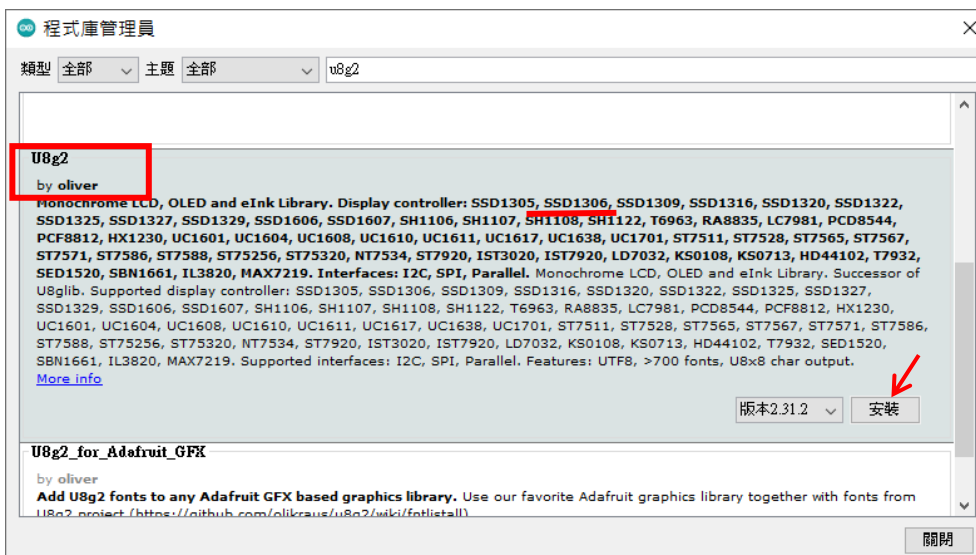 程式庫管理員
類型 全部 主題 全部 u8g2
U8g2
by oliver
Monochrome LCD, OLED and eInk Library. Display controller: SSD1305, SSD1306, SSD1309, SSD1316, SSD1320, SSD1322,
SSD1325, SSD1327, SSD1329, SSD1606, SSD1607, SH1106, SH1107, SH1108, SH1122, T6963, RA8835, LC7981, PCD8544,
PCF8812, HX1230, UC1601, UC1604, UC1608, UC1610, UC1611, UC1617, UC1638, UC1701, ST7511, ST7528, ST7565, ST7567,
ST7571, ST7586, ST7588, ST75256, ST75320, NT7534, ST7920, IST3020, IST7920, LD7032, KS0108, KS0713, HD44102, T7932,
SED1520, SBN1661, IL3820, MAX7219. Interfaces: I2C, SPI, Parallel. Monochrome LCD, OLED and eInk Library. Successor of
U8glib. Supported display controller: SSD1305, SSD1306, SSD1309, SSD1316, SSD1320, SSD1322, SSD1325, SSD1327,
SSD1329, SSD1606, SSD1607, SH1106, SH1107, SH1108, SH1122, T6963, RA8835, LC7981, PCD8544, PCF8812, HX1230,
UC1601, UC1604, UC1608, UC1610, UC1611, UC1617, UC1638, UC1701, ST7511, ST7528, ST7565, ST7567, ST7571, ST7586,
ST7588, ST75256, ST75320, NT7534, ST7920, IST3020, IST7920, LD7032, KS0108, KS0713, HD44102, T7932, SED1520,
SBN1661, IL3820, MAX7219. Supported interfaces: I2C, SPI, Parallel. Features: UTF8, >700 fonts, U8x8 char output.
More info
版本2.31.2 安裝
U8g2_for_Adafruit_GFX
by oliver
Add U8g2 fonts to any Adafruit GFX based graphics library. Use our favorite Adafruit graphics library together with fonts from
U8g2 project (https://github.com/olikraus/u8g2/wiki/fntlistall)
關閉